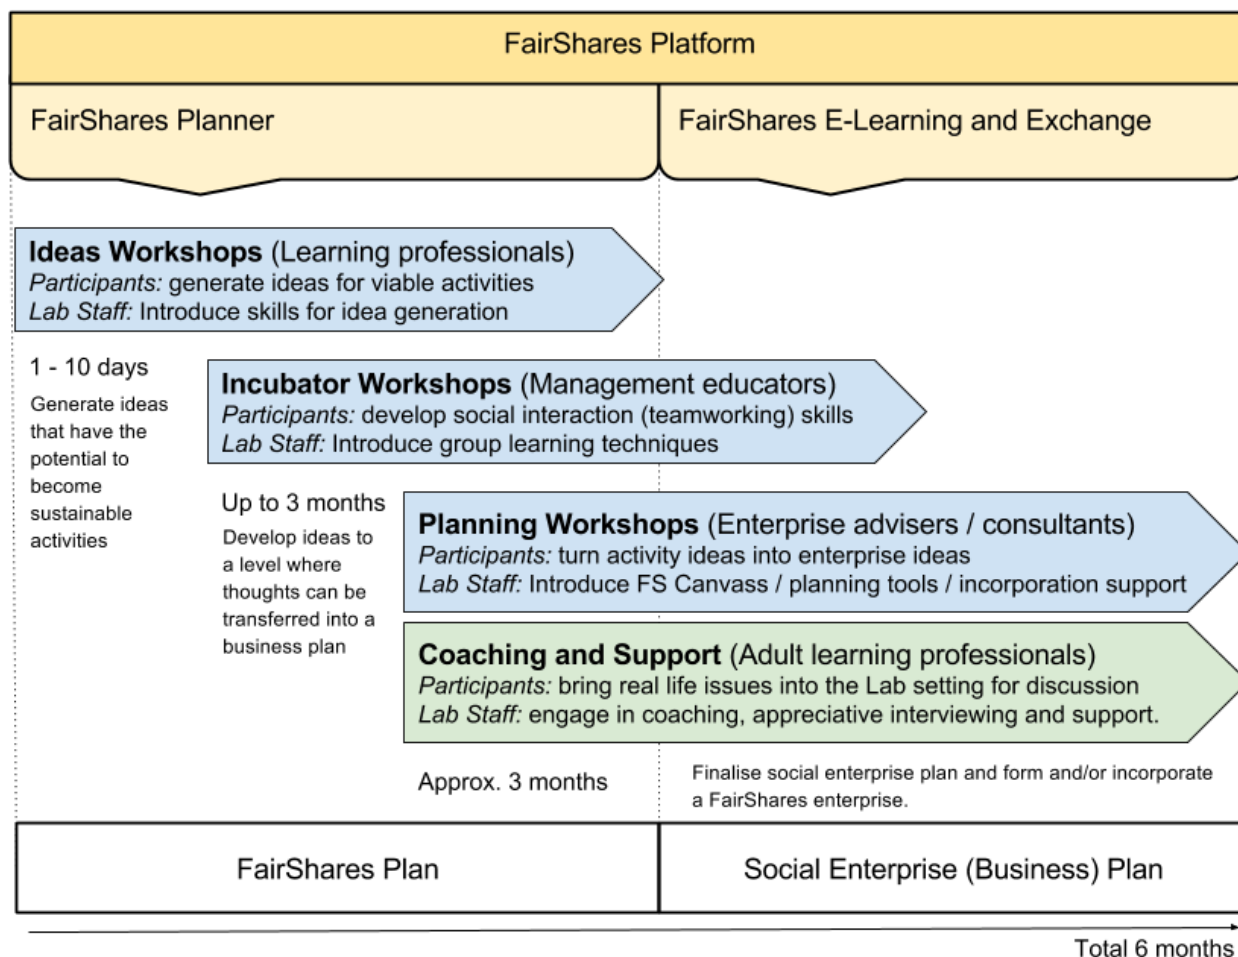 FairShares Platform
FairShares Planner
FairShares E-Learning and Exchange
Ideas Workshops (Learning professionals)
Participants: generate ideas for viable activities
Lab Staff: Introduce skills for idea generation
1 - 10 days
Generate ideas
that have the
potential to
become
sustainable
activities
Incubator Workshops (Management educators)
Participants: develop social interaction (teamworking) skills
Lab Staff: Introduce group learning techniques
Up to 3 months
Develop ideas to
a level where
thoughts can be
transferred into a
business plan
Planning Workshops (Enterprise advisers / consultants)
Participants: turn activity ideas into enterprise ideas
Lab Staff: Introduce FS Canvass / planning tools / incorporation support
Coaching and Support (Adult learning professionals)
Participants: bring real life issues into the Lab setting for discussion
Lab Staff: engage in coaching, appreciative interviewing and support.
Approx. 3 months
Finalise social enterprise plan and form and/or incorporate
a FairShares enterprise.
FairShares Plan
Social Enterprise (Business) Plan
Total 6 months